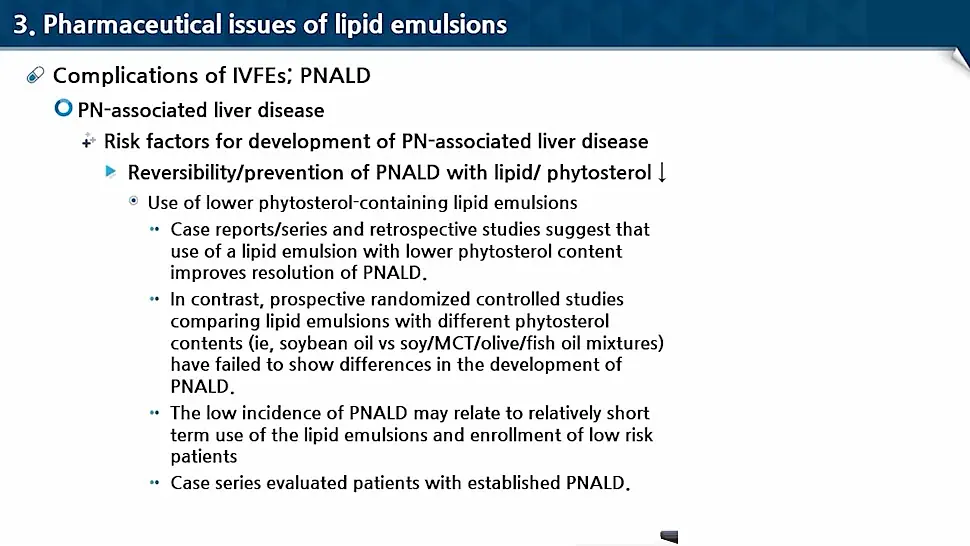 3. Pharmaceutical issues of lipid emulsions
Complications of IVFEs; PNALD
PN-associated liver disease
Risk factors for development of PN-associated liver disease
Reversibility/prevention of PNALD with lipid/ phytosterol ↓
Use of lower phytosterol-containing lipid emulsions
Case reports/series and retrospective studies suggest that
use of a lipid emulsion with lower phytosterol content
improves resolution of PNALD.
In contrast, prospective randomized controlled studies
comparing lipid emulsions with different phytosterol
contents (ie, soybean oil vs soy/MCT/olive/fish oil mixtures)
have failed to show differences in the development of
PNALD.
The low incidence of PNALD may relate to relatively short
term use of the lipid emulsions and enrollment of low risk
patients
Case series evaluated patients with established PNALD.